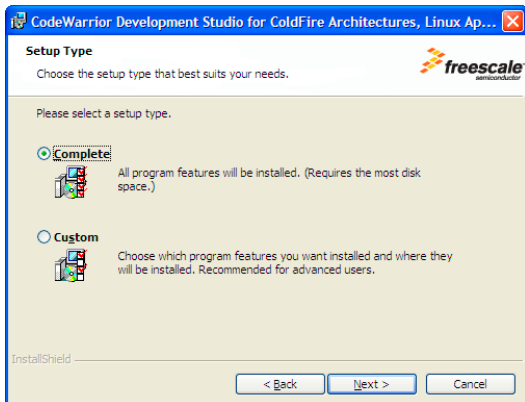 CodeWarrior Development Studio for ColdFire Architectures, Linux Ap...
Setup Type
Choose the setup type that best suits your needs.
freescale
semiconductor
Please select a setup type.
Complete
All program features will be installed. (Requires the most disk
space.)
Custom
Choose which program features you want installed and where they
will be installed. Recommended for advanced users.
InstallShield
< Back
Next >
Cancel